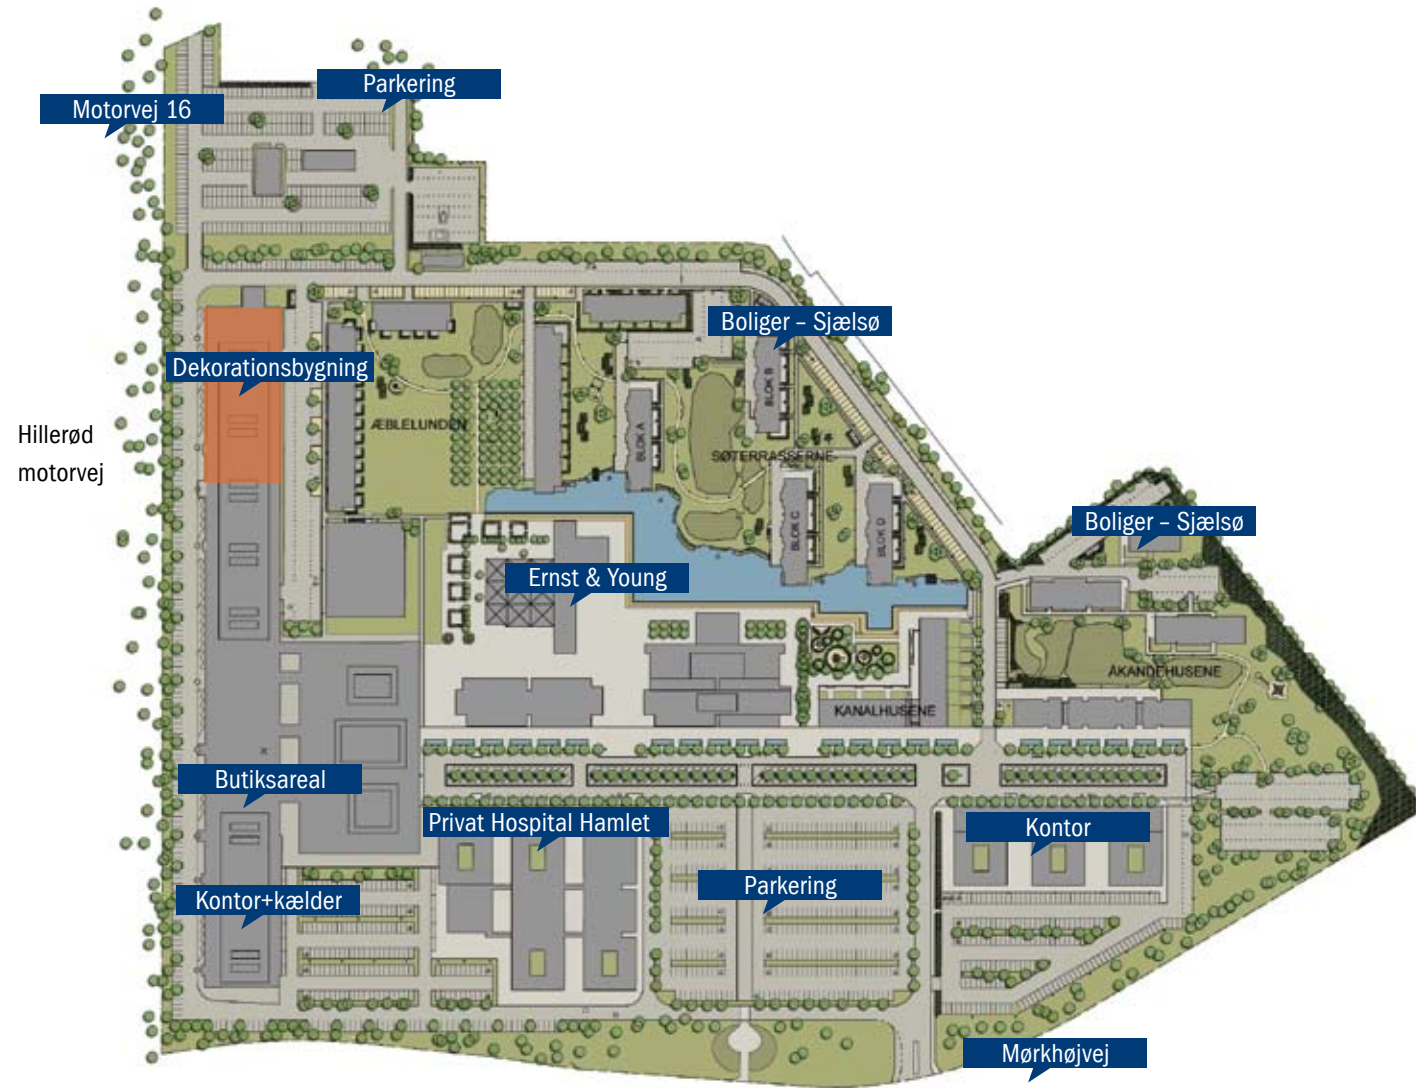 Parkering
Motorvej 16
Boliger – Sjælsø
Dekorationsbygning
BLOK B
ÆBLELUNDEN
BLOK A
Hillerød
motorvej
SØTERRASSERNE
BLOK C
BLOK D
Boliger – Sjælsø
Ernst & Young
ÅKANDEHUSENE
KANALHUSENE
Butiksareal
Privat Hospital Hamlet
Kontor
Parkering
Kontor+kælder
Mørkhøjvej